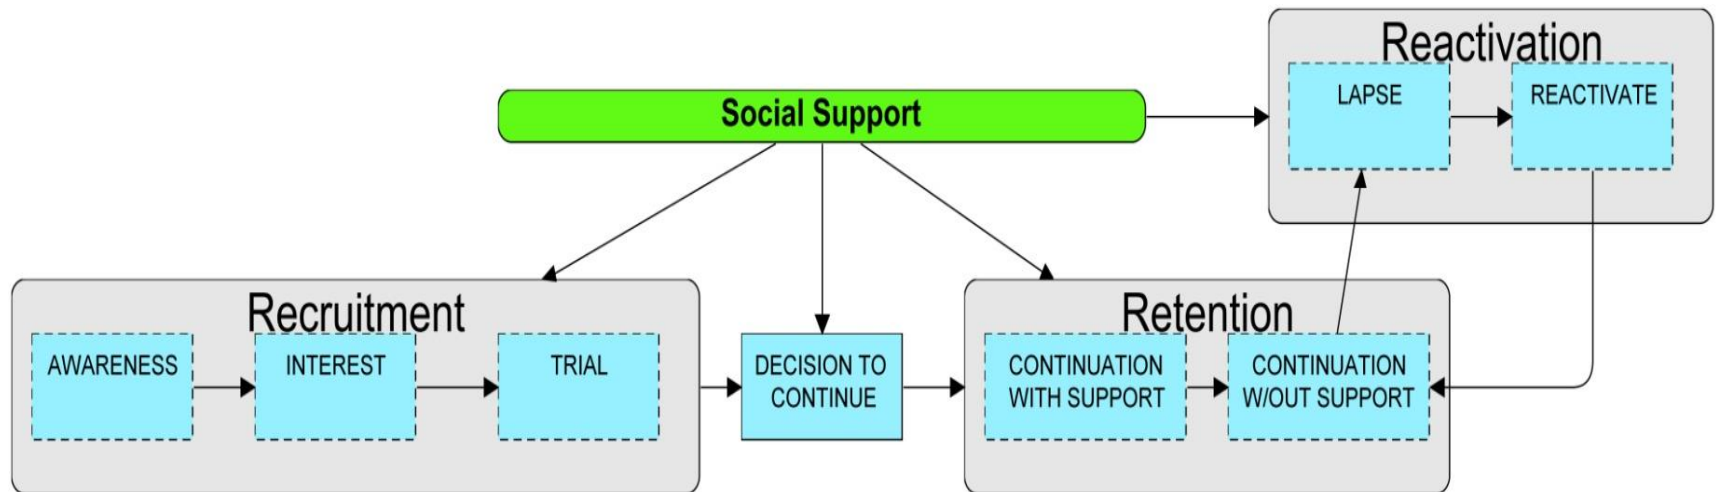 Reactivation
LAPSE
REACTIVATE
Social Support
Recruitment
AWARENESS
INTEREST
TRIAL
DECISION TO
CONTINUE
Retention
CONTINUATION
WITH SUPPORT
CONTINUATION
W/OUT SUPPORT